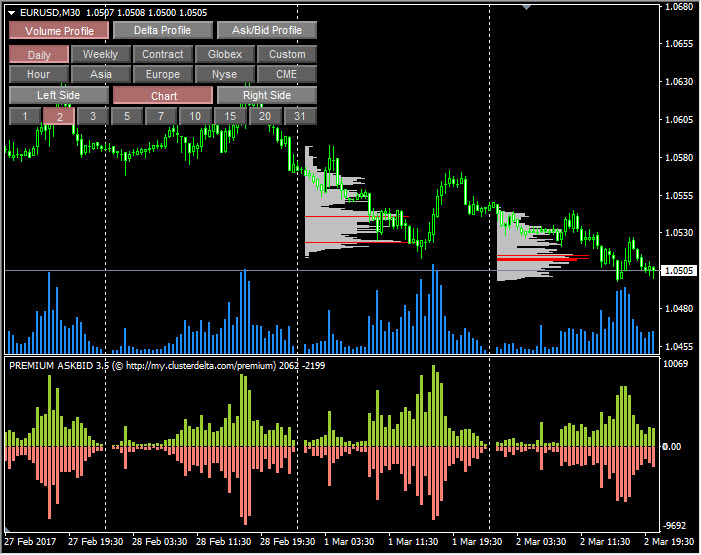 EURUSD,M30 1.0507 1.0508 1.0500 1.0505
Volume Profile Delta Profile Ask/Bid Profile
Daily Weekly Contract Globex Custom
Hour Asia Europe Nyse CME
Left Side Chart Right Side
1 2 3 5 7 10 15 20 31
1.0680
1.0655
1.0630
1.0605
1.0580
1.0555
1.0530
1.0505
1.0480
1.0455
PREMIUM ASKBID 3.5 (© http://my.clusterdelta.com/premium) 2062 -2199
10069
0.00
-9692
27 Feb 2017 27 Feb 19:30 28 Feb 03:30 28 Feb 11:30 28 Feb 19:30 1 Mar 03:30 1 Mar 11:30 1 Mar 19:30 2 Mar 03:30 2 Mar 11:30 2 Mar 19:30